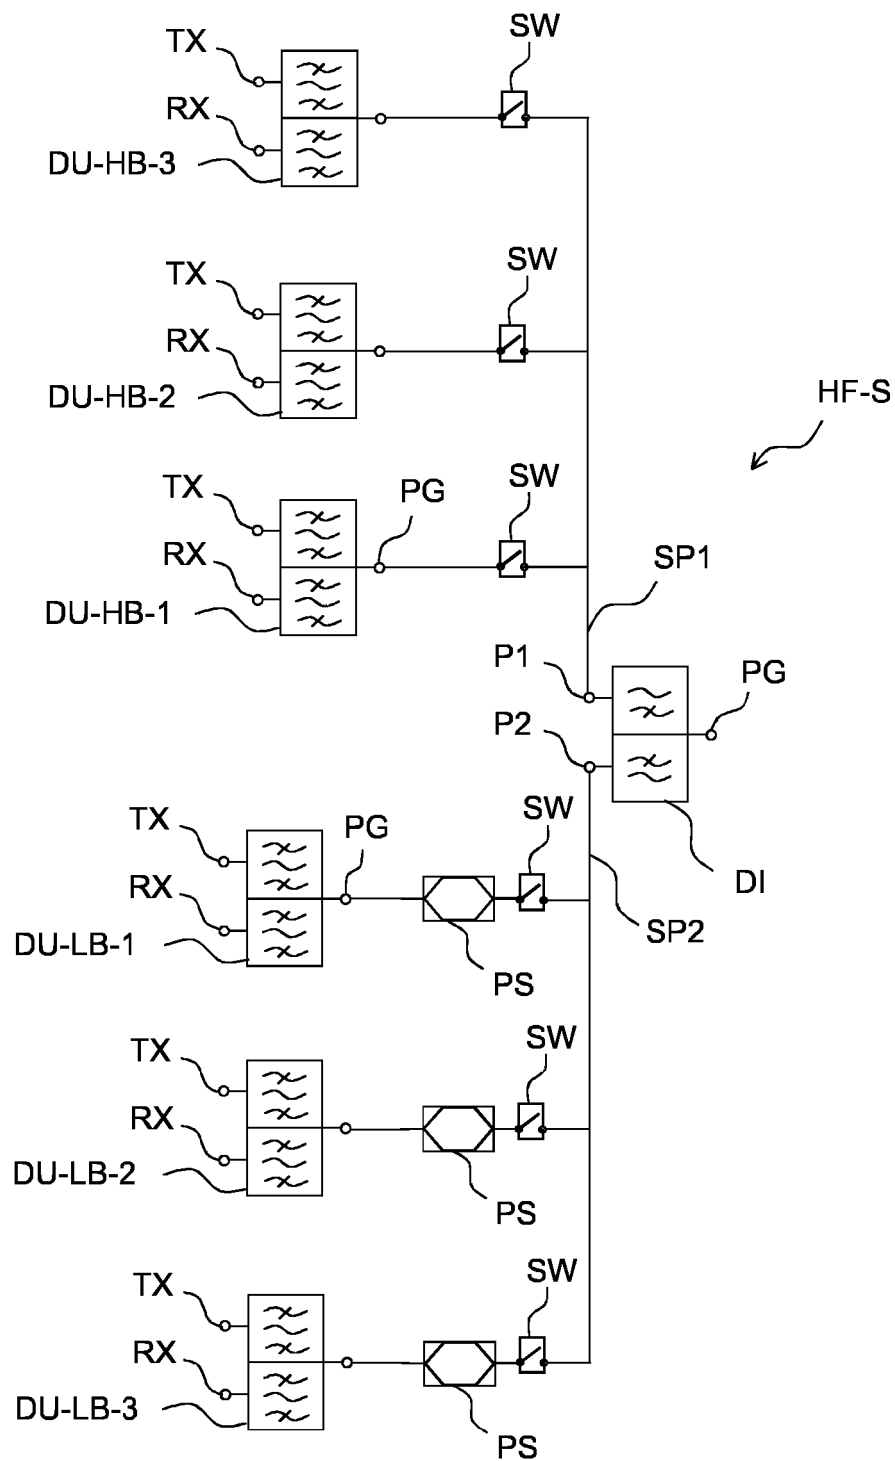 SW
TX
RX
DU-HB-3
SW
TX
RX
DU-HB-2
HF-S
SW
TX
PG
RX
SP1
DU-HB-1
P1
PG
P2
SW
TX
PG
DI
RX
SP2
DU-LB-1
PS
SW
TX
RX
DU-LB-2
PS
SW
TX
RX
DU-LB-3
PS